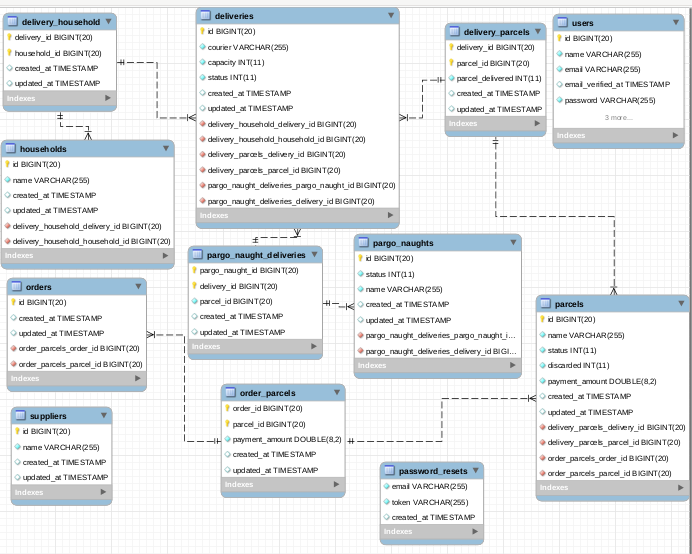 delivery_household
delivery_id BIGINT(20)
household_id BIGINT(20)
created_at TIMESTAMP
updated_at TIMESTAMP
Indexes
deliveries
id BIGINT(20)
courier VARCHAR(255)
capacity INT(11)
status INT(11)
created_at TIMESTAMP
updated_at TIMESTAMP
delivery_household_delivery_id BIGINT(20)
delivery_household_household_id BIGINT(20)
delivery_parcels_delivery_id BIGINT(20)
delivery_parcels_parcel_id BIGINT(20)
pargo_naught_deliveries_pargo_naught_id BIGINT(20)
pargo_naught_deliveries_delivery_id BIGINT(20)
Indexes
delivery_parcels
delivery_id BIGINT(20)
parcel_id BIGINT(20)
parcel_delivered INT(11)
created_at TIMESTAMP
updated_at TIMESTAMP
Indexes
users
id BIGINT(20)
name VARCHAR(255)
email VARCHAR(255)
email_verified_at TIMESTAMP
password VARCHAR(255)
3 more...
Indexes
households
id BIGINT(20)
name VARCHAR(255)
created_at TIMESTAMP
updated_at TIMESTAMP
delivery_household_delivery_id BIGINT(20)
delivery_household_household_id BIGINT(20)
Indexes
pargo_naught_deliveries
pargo_naught_id BIGINT(20)
delivery_id BIGINT(20)
parcel_id BIGINT(20)
created_at TIMESTAMP
updated_at TIMESTAMP
Indexes
pargo_naughts
id BIGINT(20)
status INT(11)
name VARCHAR(255)
created_at TIMESTAMP
updated_at TIMESTAMP
pargo_naught_deliveries_pargo_naught_i...
pargo_naught_deliveries_delivery_id BIGI...
Indexes
orders
id BIGINT(20)
created_at TIMESTAMP
updated_at TIMESTAMP
order_parcels_order_id BIGINT(20)
order_parcels_parcel_id BIGINT(20)
Indexes
parcels
id BIGINT(20)
name VARCHAR(255)
status INT(11)
discarded INT(11)
payment_amount DOUBLE(8,2)
created_at TIMESTAMP
updated_at TIMESTAMP
delivery_parcels_delivery_id BIGINT(20)
delivery_parcels_parcel_id BIGINT(20)
order_parcels_order_id BIGINT(20)
order_parcels_parcel_id BIGINT(20)
Indexes
order_parcels
order_id BIGINT(20)
parcel_id BIGINT(20)
payment_amount DOUBLE(8,2)
created_at TIMESTAMP
updated_at TIMESTAMP
Indexes
suppliers
id BIGINT(20)
name VARCHAR(255)
created_at TIMESTAMP
updated_at TIMESTAMP
Indexes
password_resets
email VARCHAR(255)
token VARCHAR(255)
created_at TIMESTAMP
Indexes